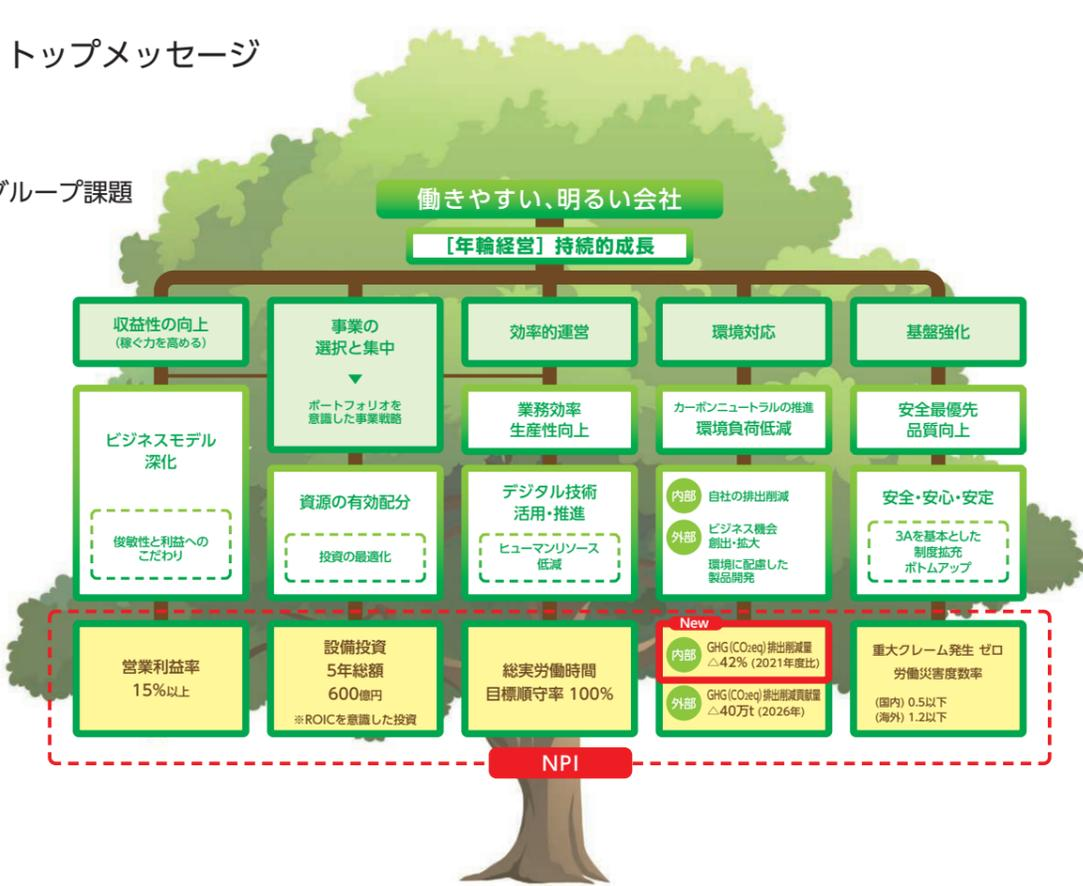 トップメッセージ
グループ課題
働きやすい、明るい会社
［年輪経営］持続的成長
収益性の向上
（稼ぐ力を高める）
ビジネスモデル
深化
俊敏性と利益への
こだわり
営業利益率
15%以上
事業の
選択と集中
▼
ポートフォリオを
意識した事業戦略
資源の有効配分
投資の最適化
設備投資
5年総額
600億円
※ROICを意識した投資
効率的運営
業務効率
生産性向上
デジタル技術
活用・推進
ヒューマンリソース
低減
総実労働時間
目標順守率 100%
環境対応
カーボンニュートラルの推進
環境負荷低減
内部 自社の排出削減
外部 ビジネス機会
創出・拡大
環境に配慮した
製品開発
New
内部 GHG（CO₂eq）排出削減量
△42%（2021年度比）
外部 GHG（CO₂eq）排出削減貢献量
△40万t（2026年）
基盤強化
安全最優先
品質向上
安全・安心・安定
3Aを基本とした
制度拡充
ボトムアップ
重大クレーム発生 ゼロ
労働災害度数率
（国内）0.5以下
（海外）1.2以下
NPI